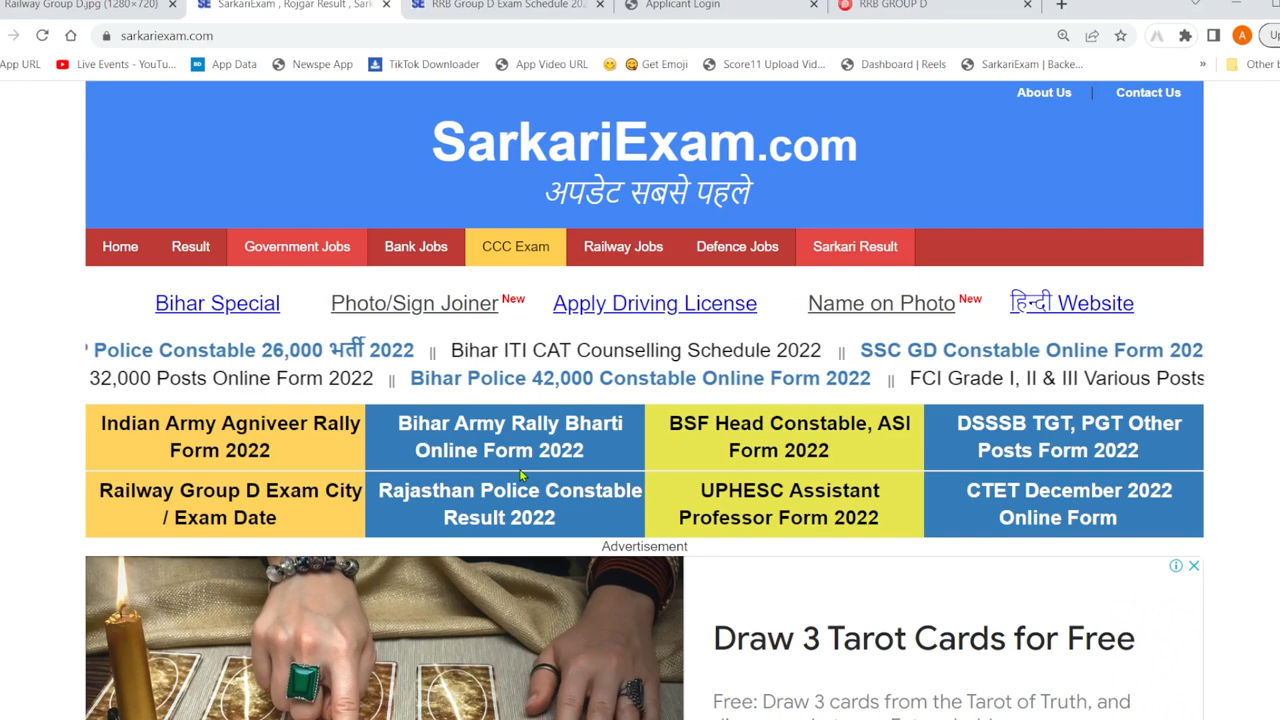 Railway Group D.jpg (1280×720)
SarkariExam , Rojgar Result , Sark
RRB Group D Exam Schedule 202
Applicant Login
RRB GROUP D
sarkariexam.com
A
App URL
Live Events - YouTu...
App Data
Newspe App
TikTok Downloader
App Video URL
Get Emoji
Score11 Upload Vid...
Dashboard | Reels
SarkariExam | Backe...
»
About Us | Contact Us
SarkariExam.com
अपडेट सबसे पहले
Home Result Government Jobs Bank Jobs CCC Exam Railway Jobs Defence Jobs Sarkari Result
Bihar Special Photo/Sign Joiner New Apply Driving License Name on Photo New हिन्दी Website
Police Constable 26,000 भर्ती 2022 || Bihar ITI CAT Counselling Schedule 2022 || SSC GD Constable Online Form 202
32,000 Posts Online Form 2022 || Bihar Police 42,000 Constable Online Form 2022 || FCI Grade I, II & III Various Posts
Indian Army Agniveer Rally
Form 2022
Bihar Army Rally Bharti
Online Form 2022
BSF Head Constable, ASI
Form 2022
DSSSB TGT, PGT Other
Posts Form 2022
Railway Group D Exam City
/ Exam Date
Rajasthan Police Constable
Result 2022
UPHESC Assistant
Professor Form 2022
CTET December 2022
Online Form
Advertisement
Draw 3 Tarot Cards for Free
Free: Draw 3 cards from the Tarot of Truth, and